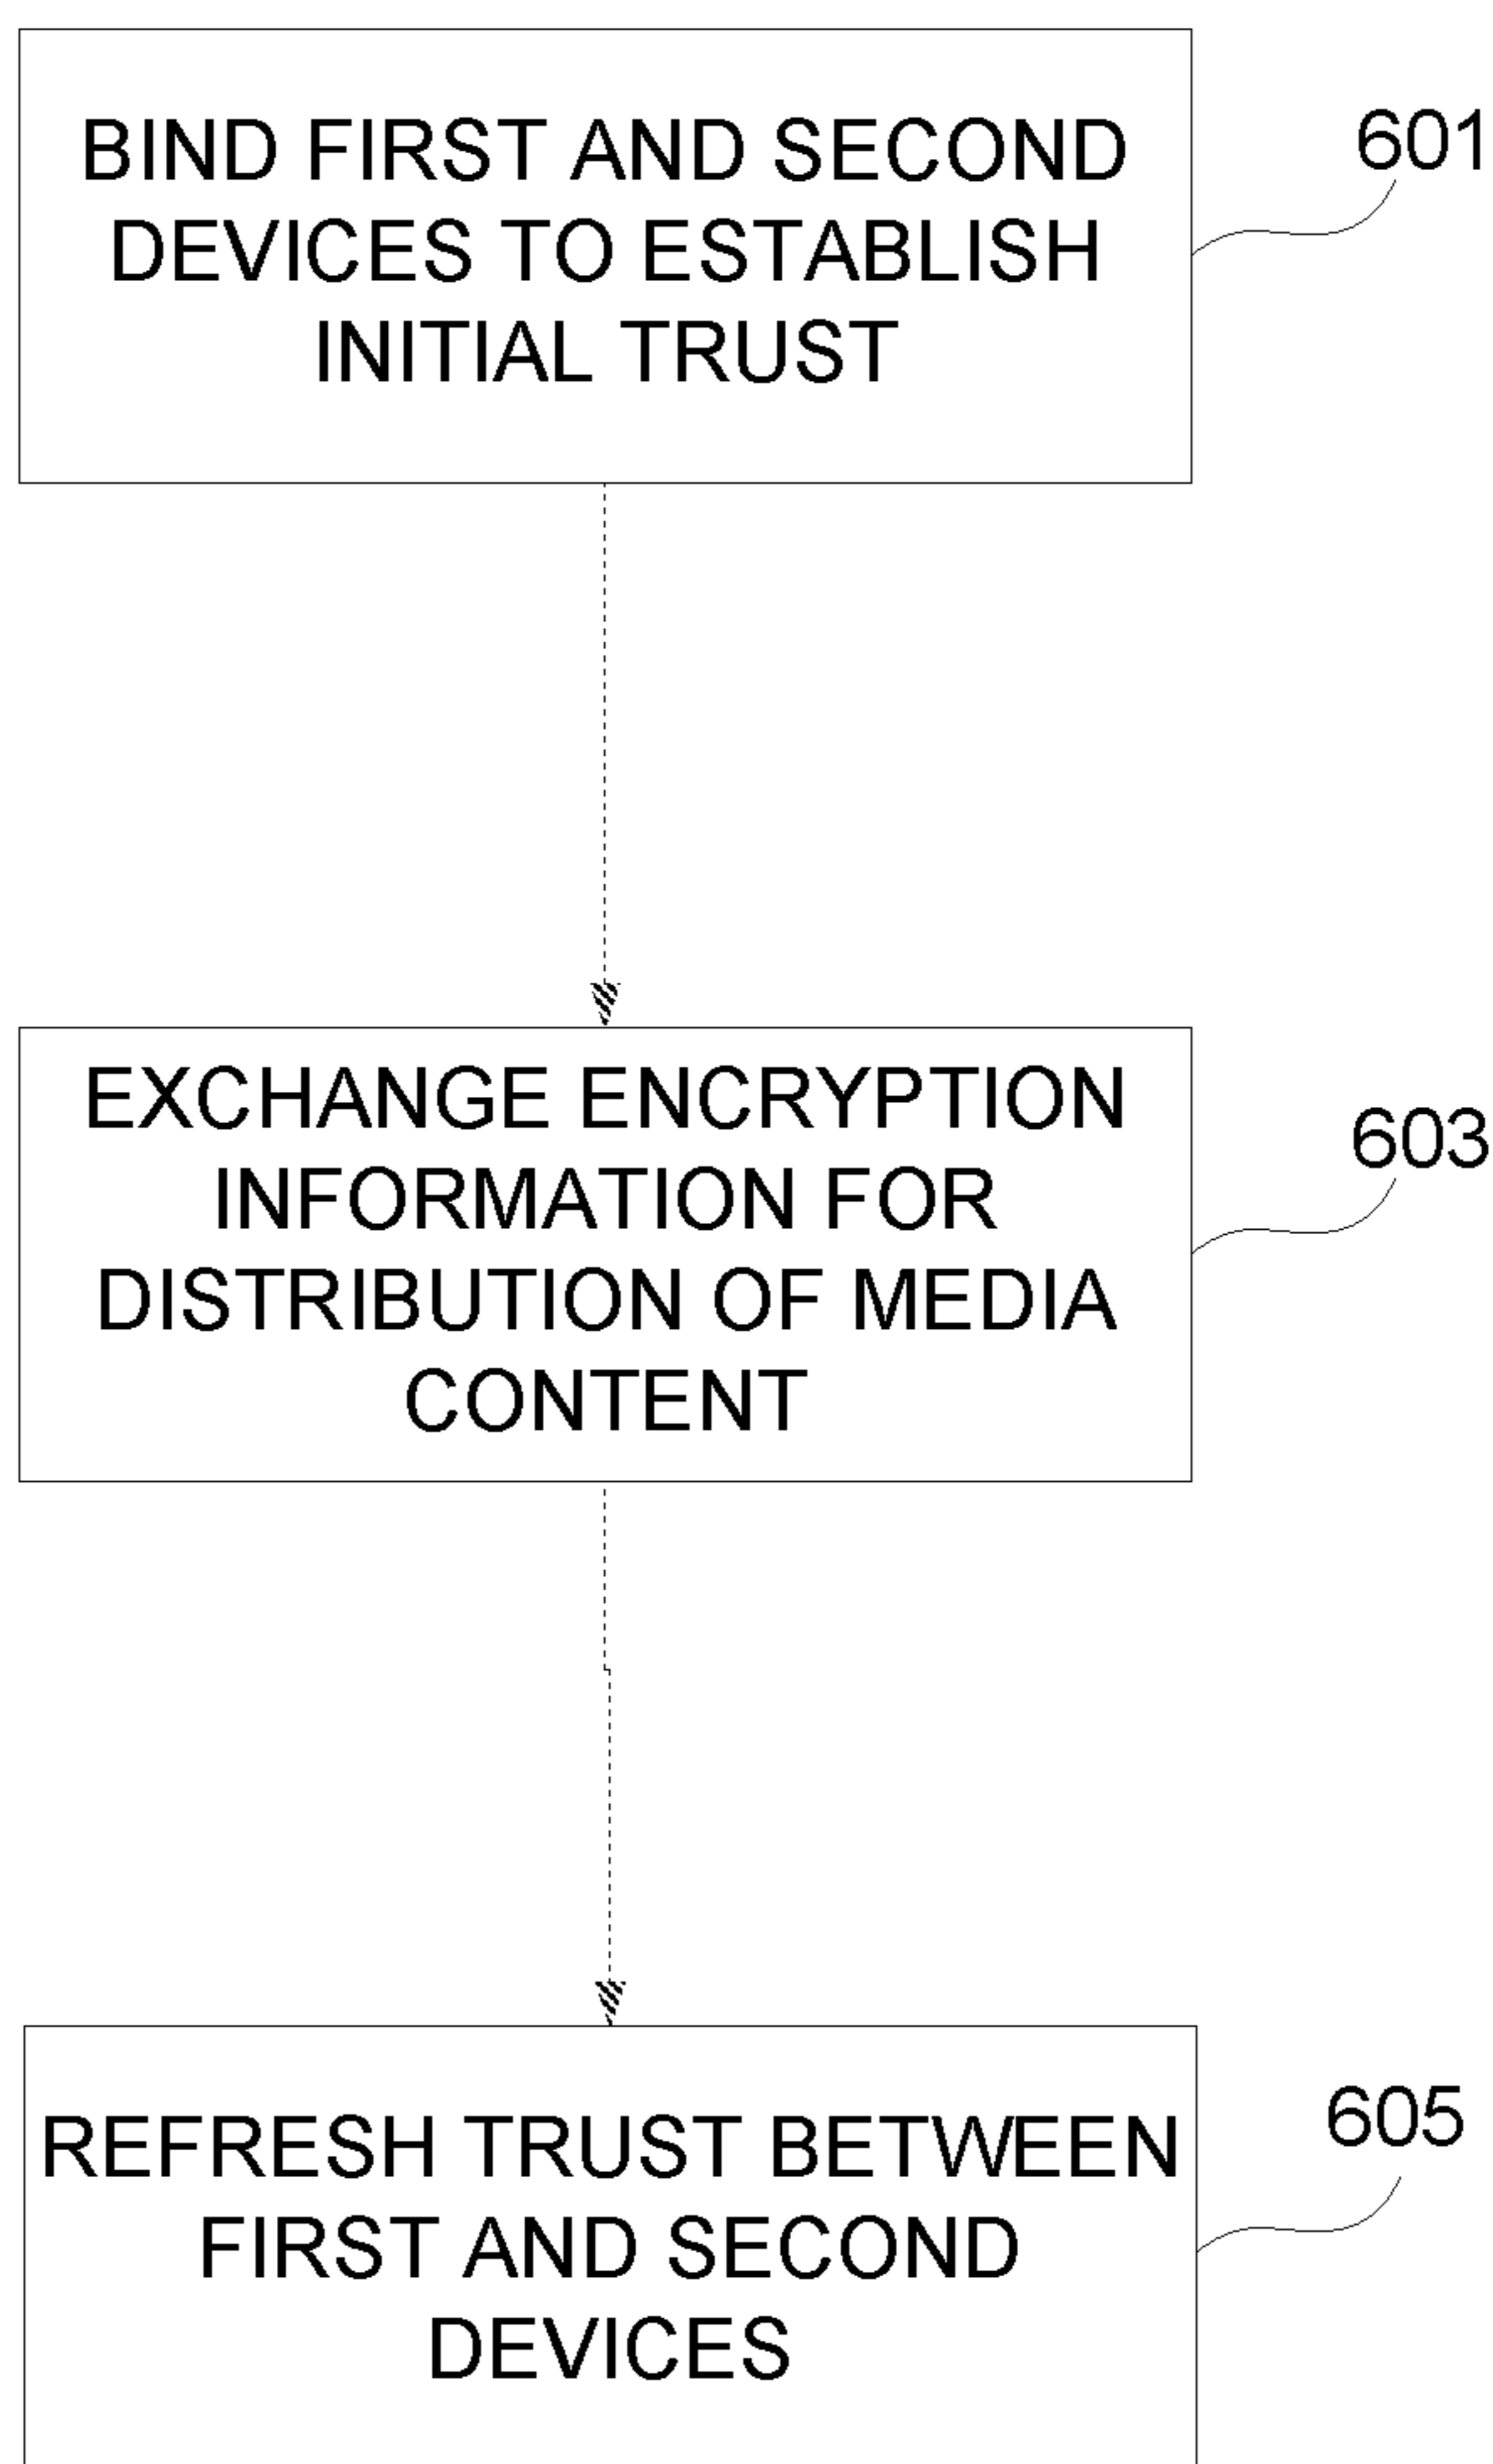 BIND FIRST AND SECOND
DEVICES TO ESTABLISH
INITIAL TRUST
601
EXCHANGE ENCRYPTION
INFORMATION FOR
DISTRIBUTION OF MEDIA
CONTENT
603
REFRESH TRUST BETWEEN
FIRST AND SECOND
DEVICES
605